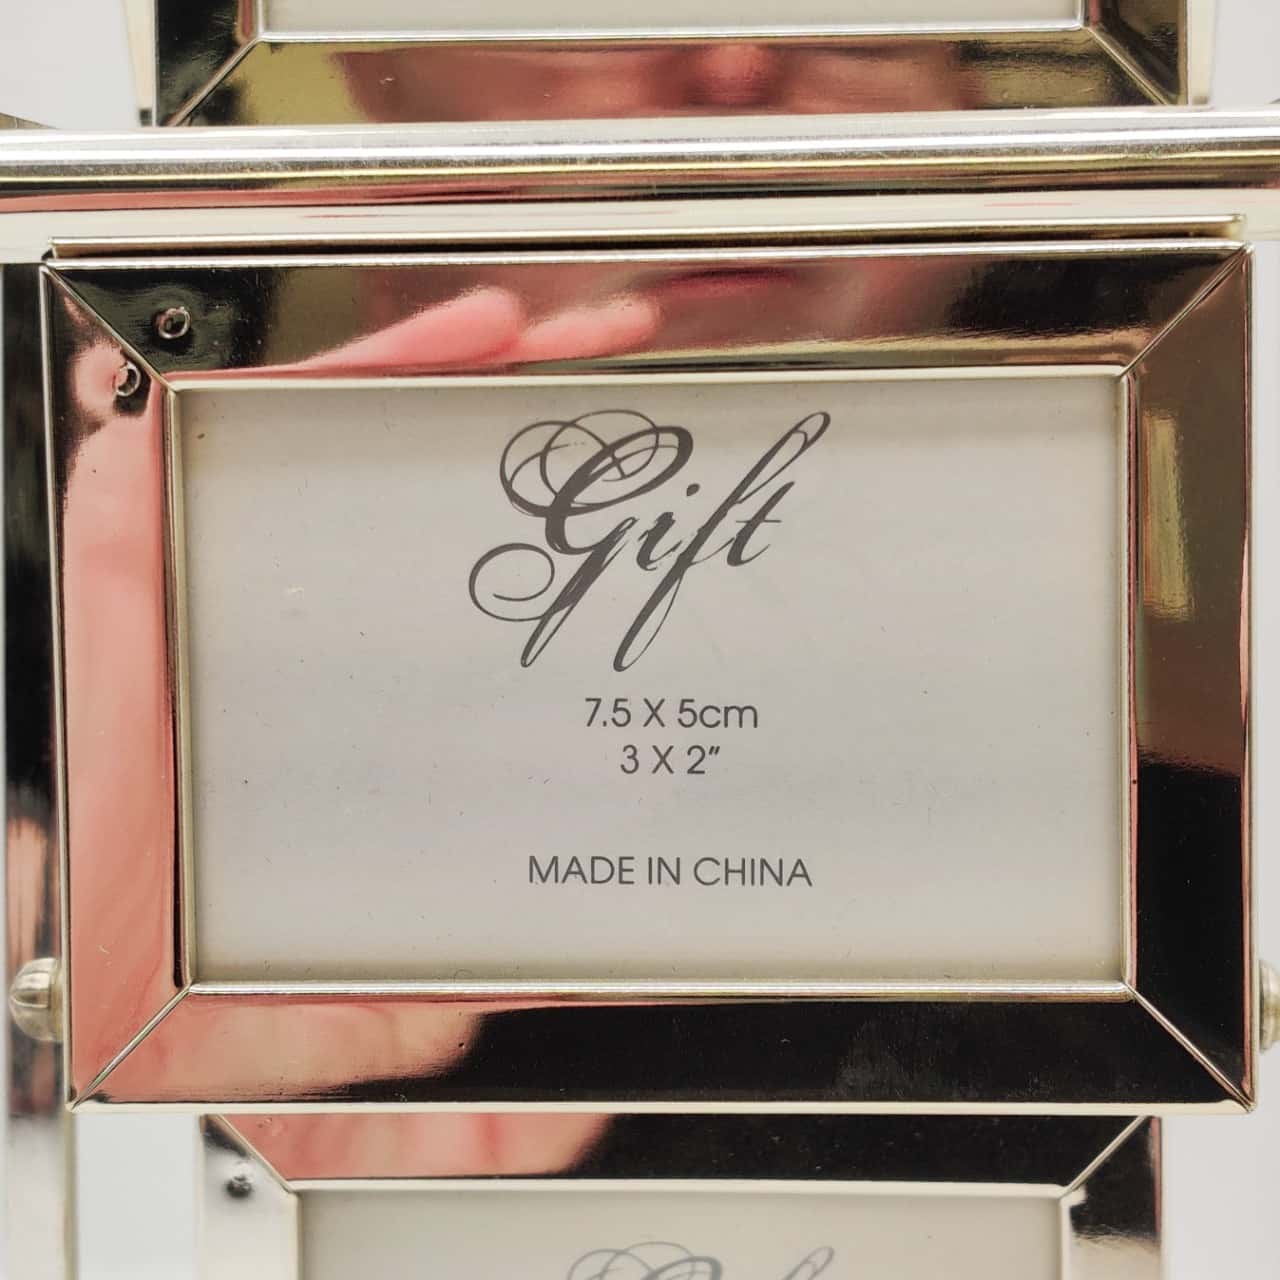 Gift
7.5 X 5cm
3 X 2”
MADE IN CHINA